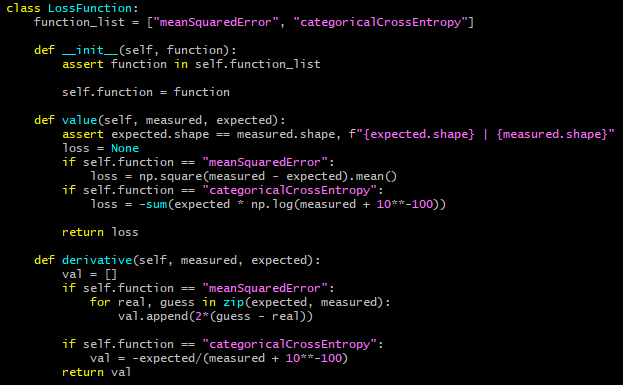 class LossFunction:
    function_list = ["meanSquaredError", "categoricalCrossEntropy"]

    def __init__(self, function):
        assert function in self.function_list

        self.function = function

    def value(self, measured, expected):
        assert expected.shape == measured.shape, f"{expected.shape} | {measured.shape}"
        loss = None
        if self.function == "meanSquaredError":
            loss = np.square(measured - expected).mean()
        if self.function == "categoricalCrossEntropy":
            loss = -sum(expected * np.log(measured + 10**-100))

        return loss

    def derivative(self, measured, expected):
        val = []
        if self.function == "meanSquaredError":
            for real, guess in zip(expected, measured):
                val.append(2*(guess - real))

        if self.function == "categoricalCrossEntropy":
            val = -expected/(measured + 10**-100)
        return val